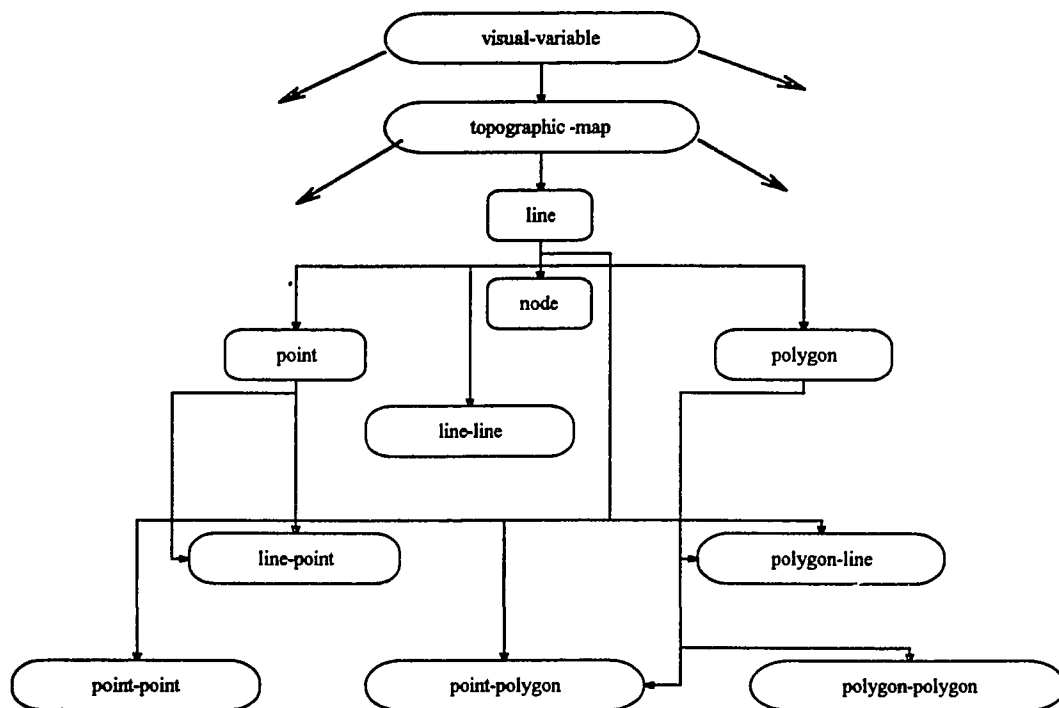 visual-variable
topographic -map
line
node
point
polygon
line-line
line-point
polygon-line
point-point
point-polygon
polygon-polygon